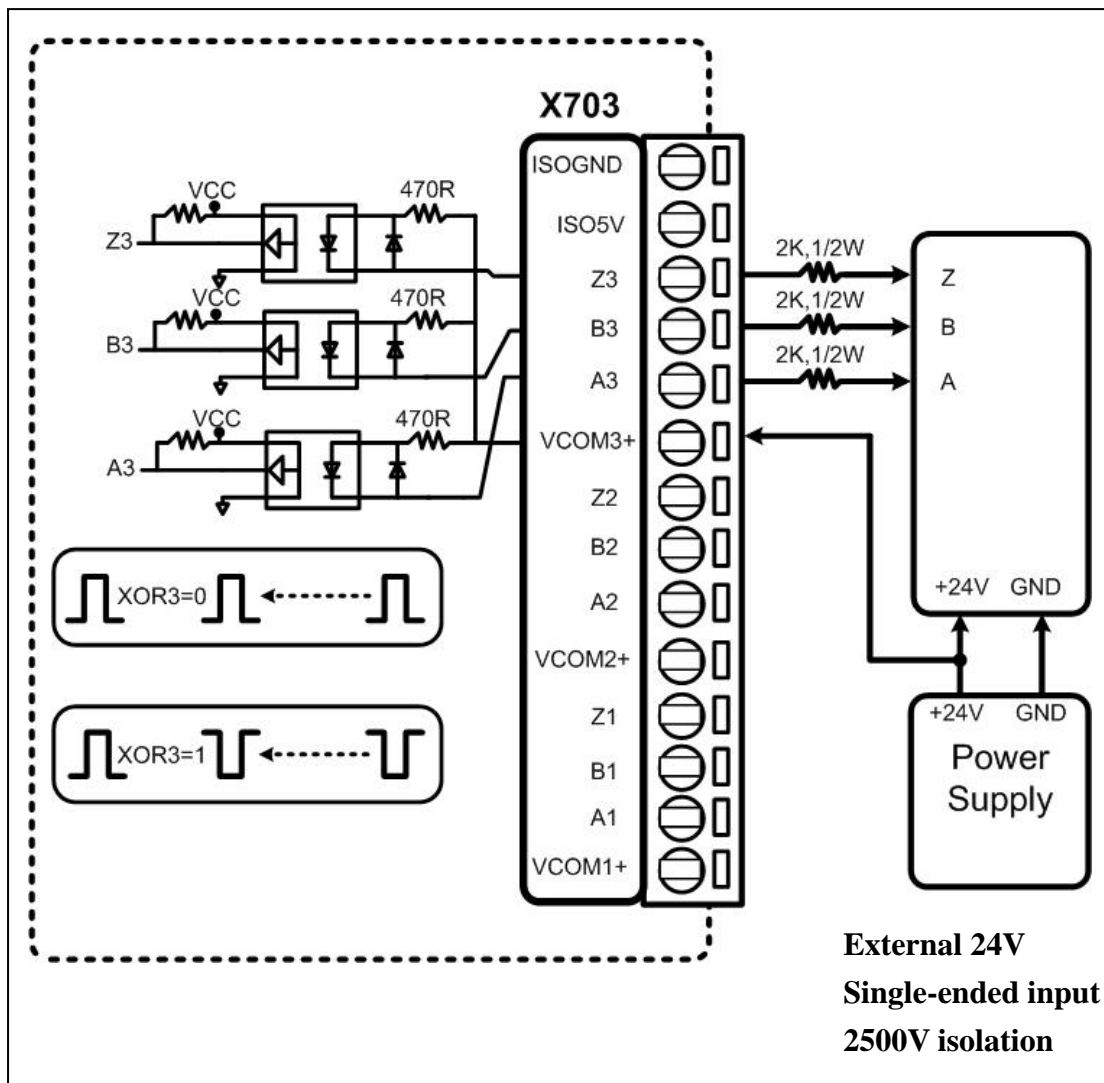 X703
ISOGND
ISO5V
Z3
B3
A3
VCOM3+
Z2
B2
A2
VCOM2+
Z1
B1
A1
VCOM1+
VCC
470R
Z3
VCC
470R
B3
VCC
470R
A3
XOR3=0
XOR3=1
2K,1/2W
2K,1/2W
2K,1/2W
Z
B
A
+24V GND
+24V GND
Power
Supply
External 24V
Single-ended input
2500V isolation